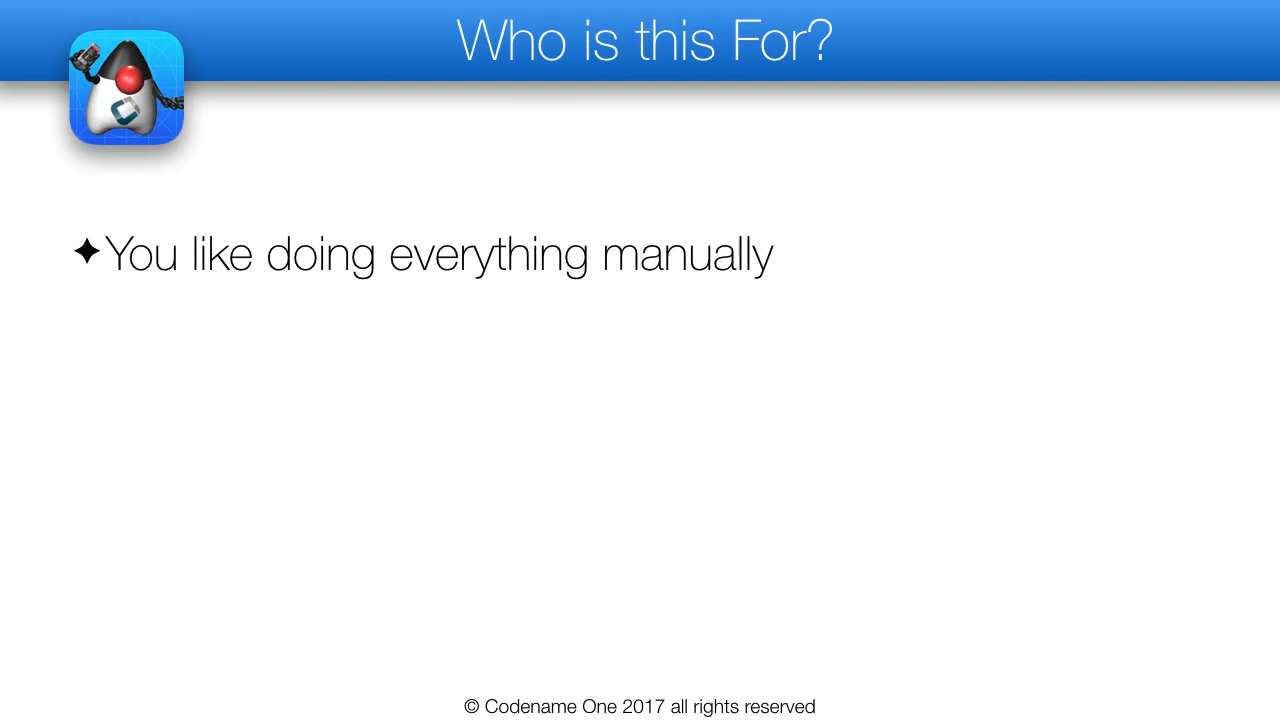 Who is this For?
✦You like doing everything manually
© Codename One 2017 all rights reserved